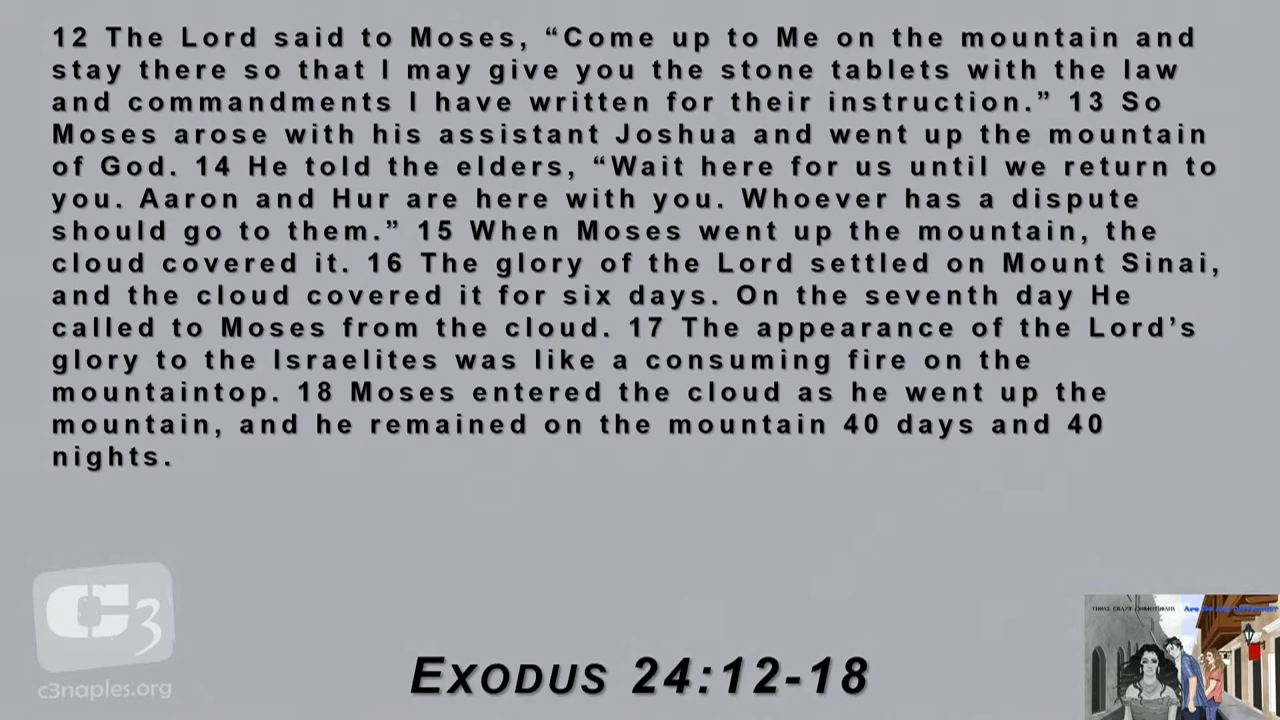 12 The Lord said to Moses, “Come up to Me on the mountain and
stay there so that I may give you the stone tablets with the law
and commandments I have written for their instruction.” 13 So
Moses arose with his assistant Joshua and went up the mountain
of God. 14 He told the elders, “Wait here for us until we return to
you. Aaron and Hur are here with you. Whoever has a dispute
should go to them.” 15 When Moses went up the mountain, the
cloud covered it. 16 The glory of the Lord settled on Mount Sinai,
and the cloud covered it for six days. On the seventh day He
called to Moses from the cloud. 17 The appearance of the Lord’s
glory to the Israelites was like a consuming fire on the
mountaintop. 18 Moses entered the cloud as he went up the
mountain, and he remained on the mountain 40 days and 40
nights.
C3
c3naples.org
THOSE CRAZY CORINTHIANS
EXODUS 24:12-18